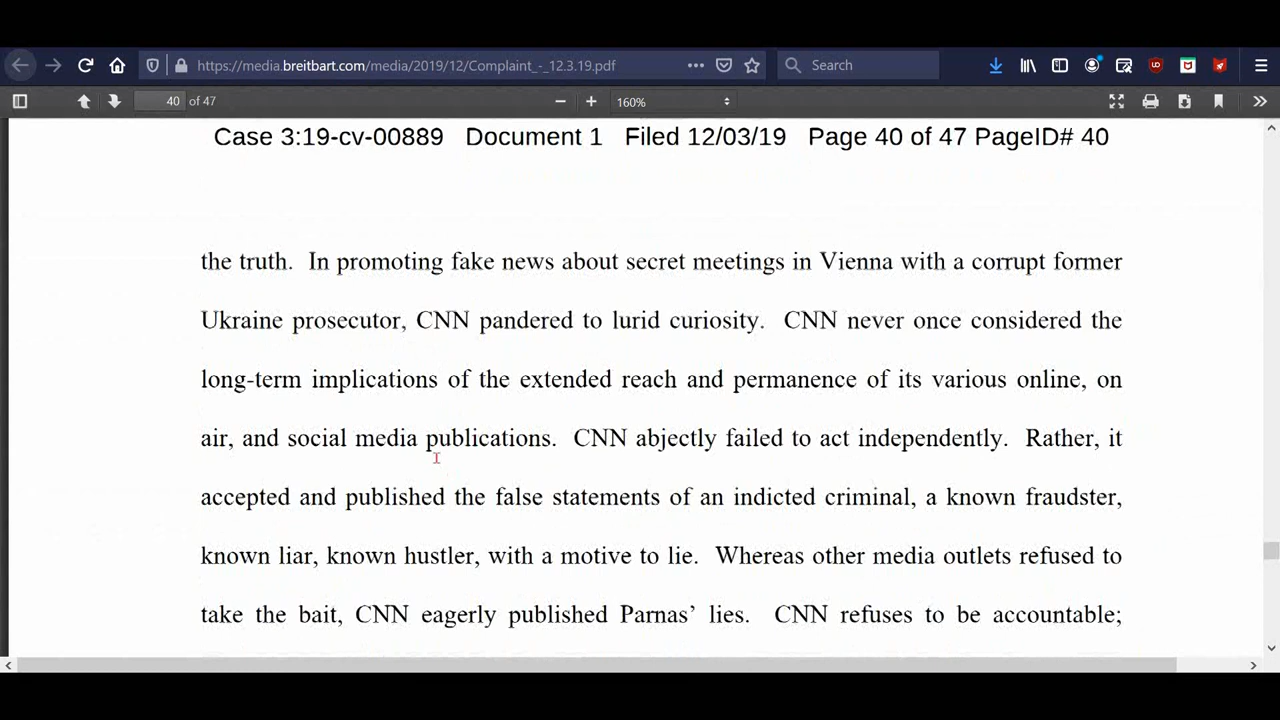 https://media.breitbart.com/media/2019/12/Complaint_-_12.3.19.pdf
Search
40 of 47
160%
Case 3:19-cv-00889 Document 1 Filed 12/03/19 Page 40 of 47 PageID# 40
the truth. In promoting fake news about secret meetings in Vienna with a corrupt former
Ukraine prosecutor, CNN pandered to lurid curiosity. CNN never once considered the
long-term implications of the extended reach and permanence of its various online, on
air, and social media publications. CNN abjectly failed to act independently. Rather, it
accepted and published the false statements of an indicted criminal, a known fraudster,
known liar, known hustler, with a motive to lie. Whereas other media outlets refused to
take the bait, CNN eagerly published Parnas’ lies. CNN refuses to be accountable;